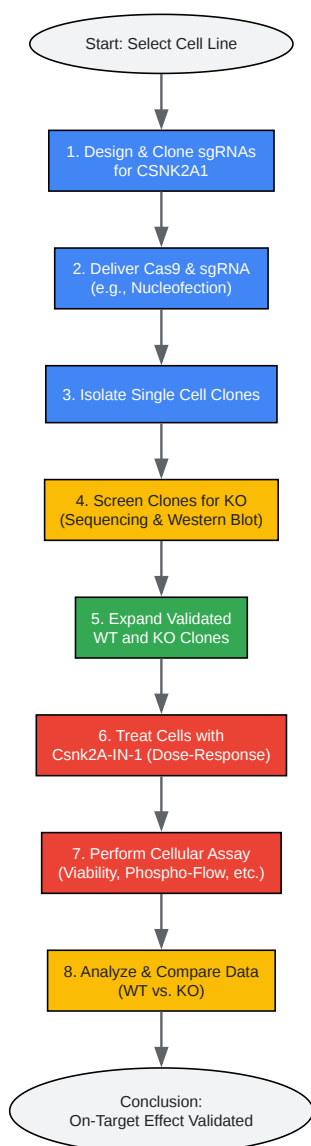 Start: Select Cell Line
1. Design & Clone sgRNAs
for CSNK2A1
2. Deliver Cas9 & sgRNA
(e.g., Nucleofection)
3. Isolate Single Cell Clones
4. Screen Clones for KO
(Sequencing & Western Blot)
5. Expand Validated
WT and KO Clones
6. Treat Cells with
Csnk2A-IN-1 (Dose-Response)
7. Perform Cellular Assay
(Viability, Phospho-Flow, etc.)
8. Analyze & Compare Data
(WT vs. KO)
Conclusion:
On-Target Effect Validated